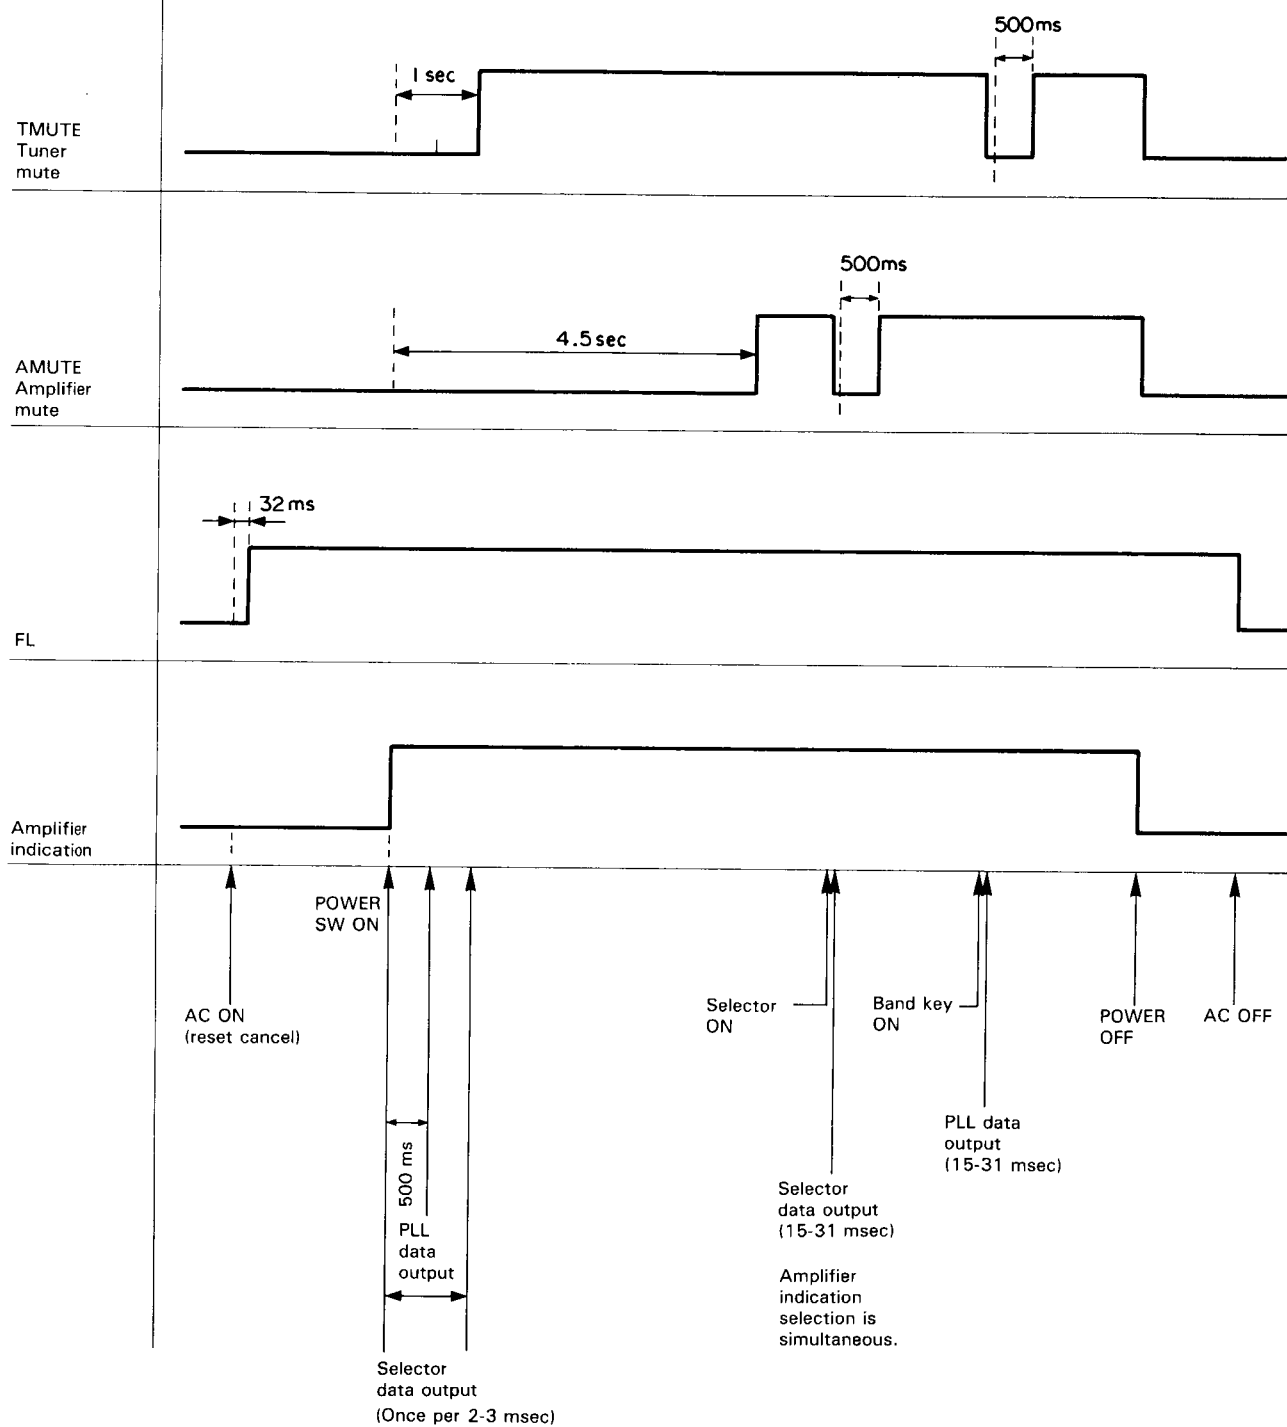 500ms
1 sec
TMUTE
Tuner
mute
500ms
4.5sec
AMUTE
Amplifier
mute
32ms
FL
Amplifier
indication
POWER
SW ON
AC ON
(reset cancel)
Selector
ON
Band key
ON
POWER
OFF
AC OFF
500 ms
PLL
data
output
PLL data
output
(15-31 msec)
Selector
data output
(15-31 msec)
Amplifier
indication
selection is
simultaneous.
Selector
data output
(Once per 2-3 msec)